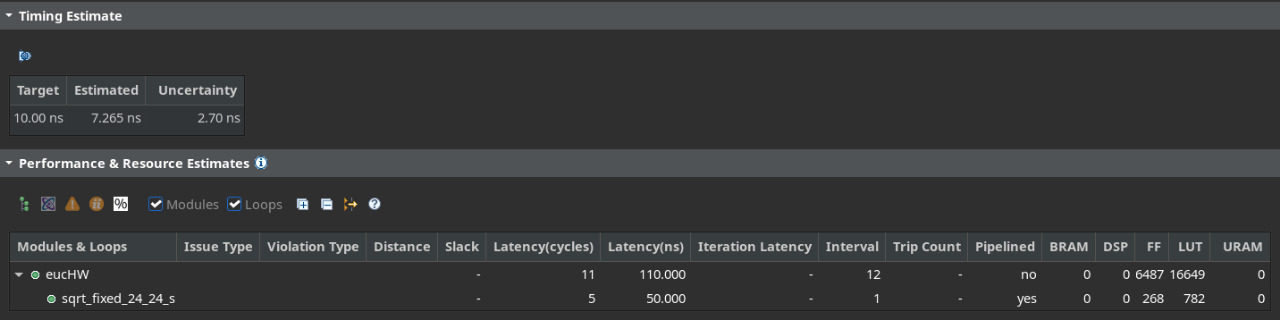 Timing Estimate
Target Estimated Uncertainty
10.00 ns 7.265 ns 2.70 ns
Performance & Resource Estimates
% Modules Loops
Modules & Loops Issue Type Violation Type Distance Slack Latency(cycles) Latency(ns) Iteration Latency Interval Trip Count Pipelined BRAM DSP FF LUT URAM
eucHW - 11 110.000 - 12 - no 0 0 6487 16649 0
sqrt_fixed_24_24_s - 5 50.000 - 1 - yes 0 0 268 782 0